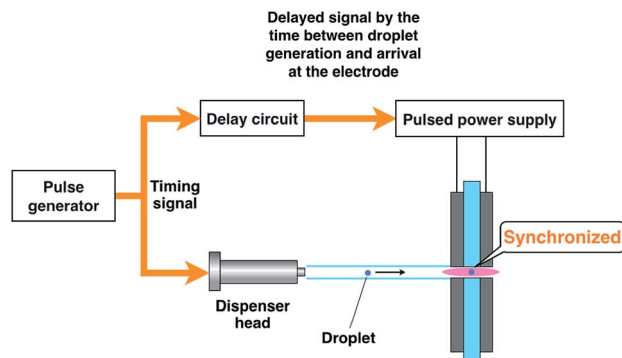 Delayed signal by the
time between droplet
generation and arrival
at the electrode
Delay circuit
Pulsed power supply
Pulse
generator
Timing
signal
Synchronized
Dispenser
head
Droplet